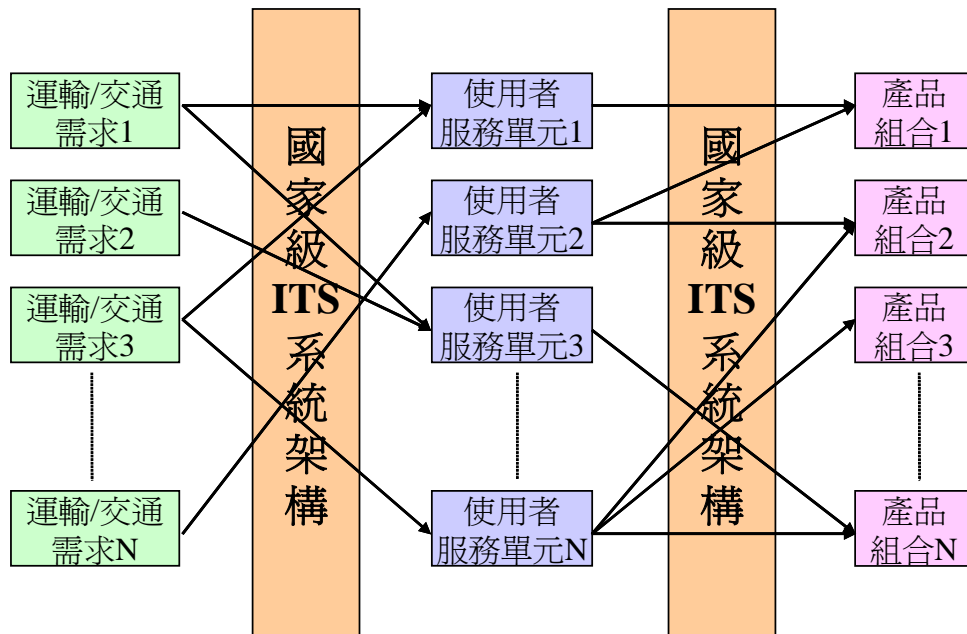 運輸/交通
需求1
運輸/交通
需求2
運輸/交通
需求3
運輸/交通
需求N
國
家
級
ITS
系
統
架
構
使用者
服務單元1
使用者
服務單元2
使用者
服務單元3
使用者
服務單元N
國
家
級
ITS
系
統
架
構
產品
組合1
產品
組合2
產品
組合3
產品
組合N